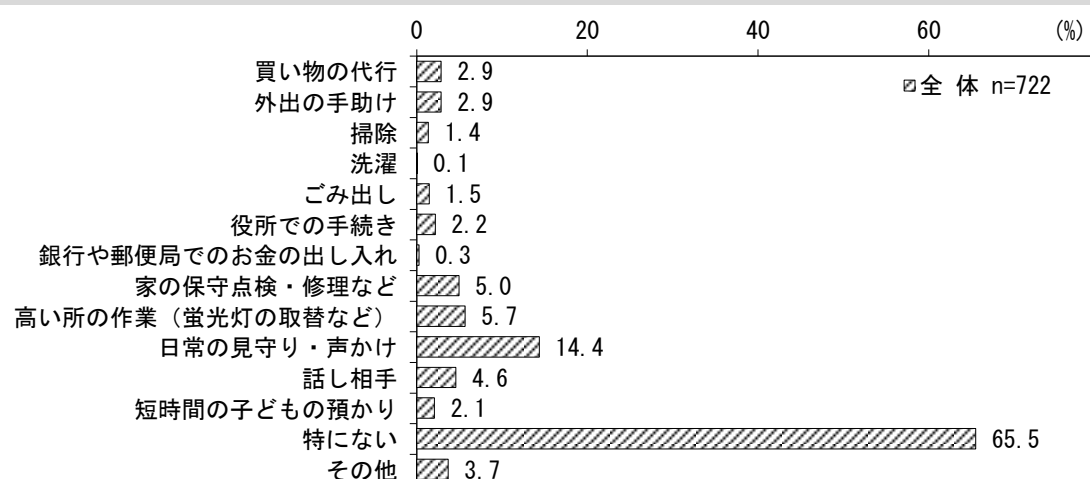 0 20 40 60 (%)
全 体 n=722
買い物の代行 2.9
外出の手助け 2.9
掃除 1.4
洗濯 0.1
ごみ出し 1.5
役所での手続き 2.2
銀行や郵便局でのお金の出し入れ 0.3
家の保守点検・修理など 5.0
高い所の作業（蛍光灯の取替など） 5.7
日常の見守り・声かけ 14.4
話し相手 4.6
短時間の子どもの預かり 2.1
特にない 65.5
その他 3.7